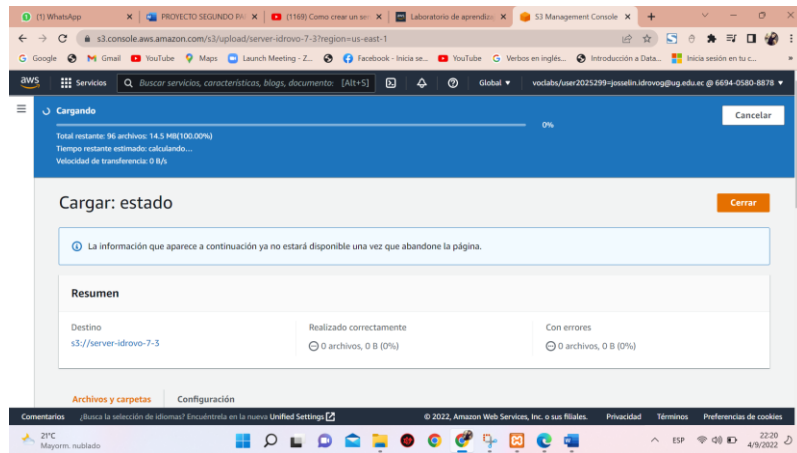 (1) WhatsApp
PROYECTO SEGUNDO PA
(1169) Como crear un ser
Laboratorio de aprendiza
S3 Management Console
s3.console.aws.amazon.com/s3/upload/server-idrovo-7-3?region=us-east-1
Google Gmail YouTube Maps Launch Meeting - Z... Facebook - Inicia se... YouTube Verbos en inglés... Introducción a Data... Inicia sesión en tu c...
aws Servicios Buscar servicios, características, blogs, documento: [Alt+S] Global voclabs/user2025299=josselin.idrovog@ug.edu.ec @ 6694-0580-8878
Cargando
Cancelar
0%
Total restante: 96 archivos: 14.5 MB(100.00%)
Tiempo restante estimado: calculando...
Velocidad de transferencia: 0 B/s
Cargar: estado
Cerrar
La información que aparece a continuación ya no estará disponible una vez que abandone la página.
Resumen
Destino
s3://server-idrovo-7-3
Realizado correctamente
0 archivos, 0 B (0%)
Con errores
0 archivos, 0 B (0%)
Archivos y carpetas Configuración
Comentarios ¿Busca la selección de idiomas? Encuéntrela en la nueva Unified Settings © 2022, Amazon Web Services, Inc. o sus filiales. Privacidad Términos Preferencias de cookies
21°C
Mayorm. nublado
ESP
22:20
4/9/2022